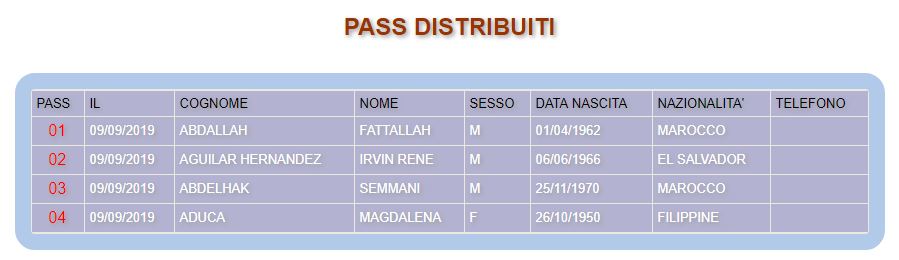 PASS DISTRIBUITI
PASS IL COGNOME NOME SESSO DATA NASCITA NAZIONALITA' TELEFONO
01 09/09/2019 ABDALLAH FATTALLAH M 01/04/1962 MAROCCO
02 09/09/2019 AGUILAR HERNANDEZ IRVIN RENE M 06/06/1966 EL SALVADOR
03 09/09/2019 ABDELHAK SEMMANI M 25/11/1970 MAROCCO
04 09/09/2019 ADUCA MAGDALENA F 26/10/1950 FILIPPINE